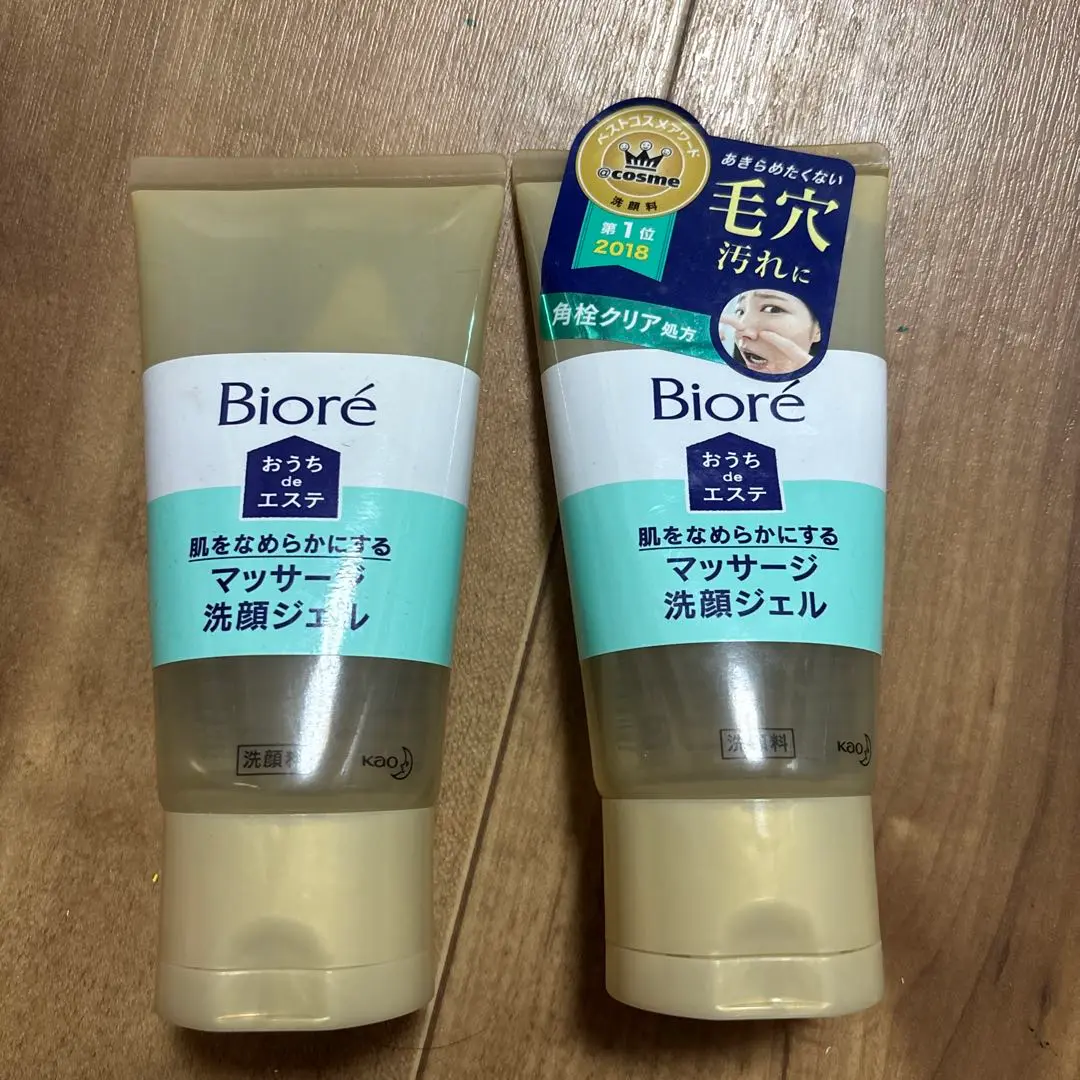 Bioré
おうち
de
エステ
肌をなめらかにする
マッサージ
洗顔ジェル
洗顔料
Kao
ベストコスメアワード
@cosme
洗顔料
第1位
2018
あきらめたくない
毛穴
汚れに
角栓クリア処方
Bioré
おうち
de
エステ
肌をなめらかにする
マッサージ
洗顔ジェル
洗顔料
Kao